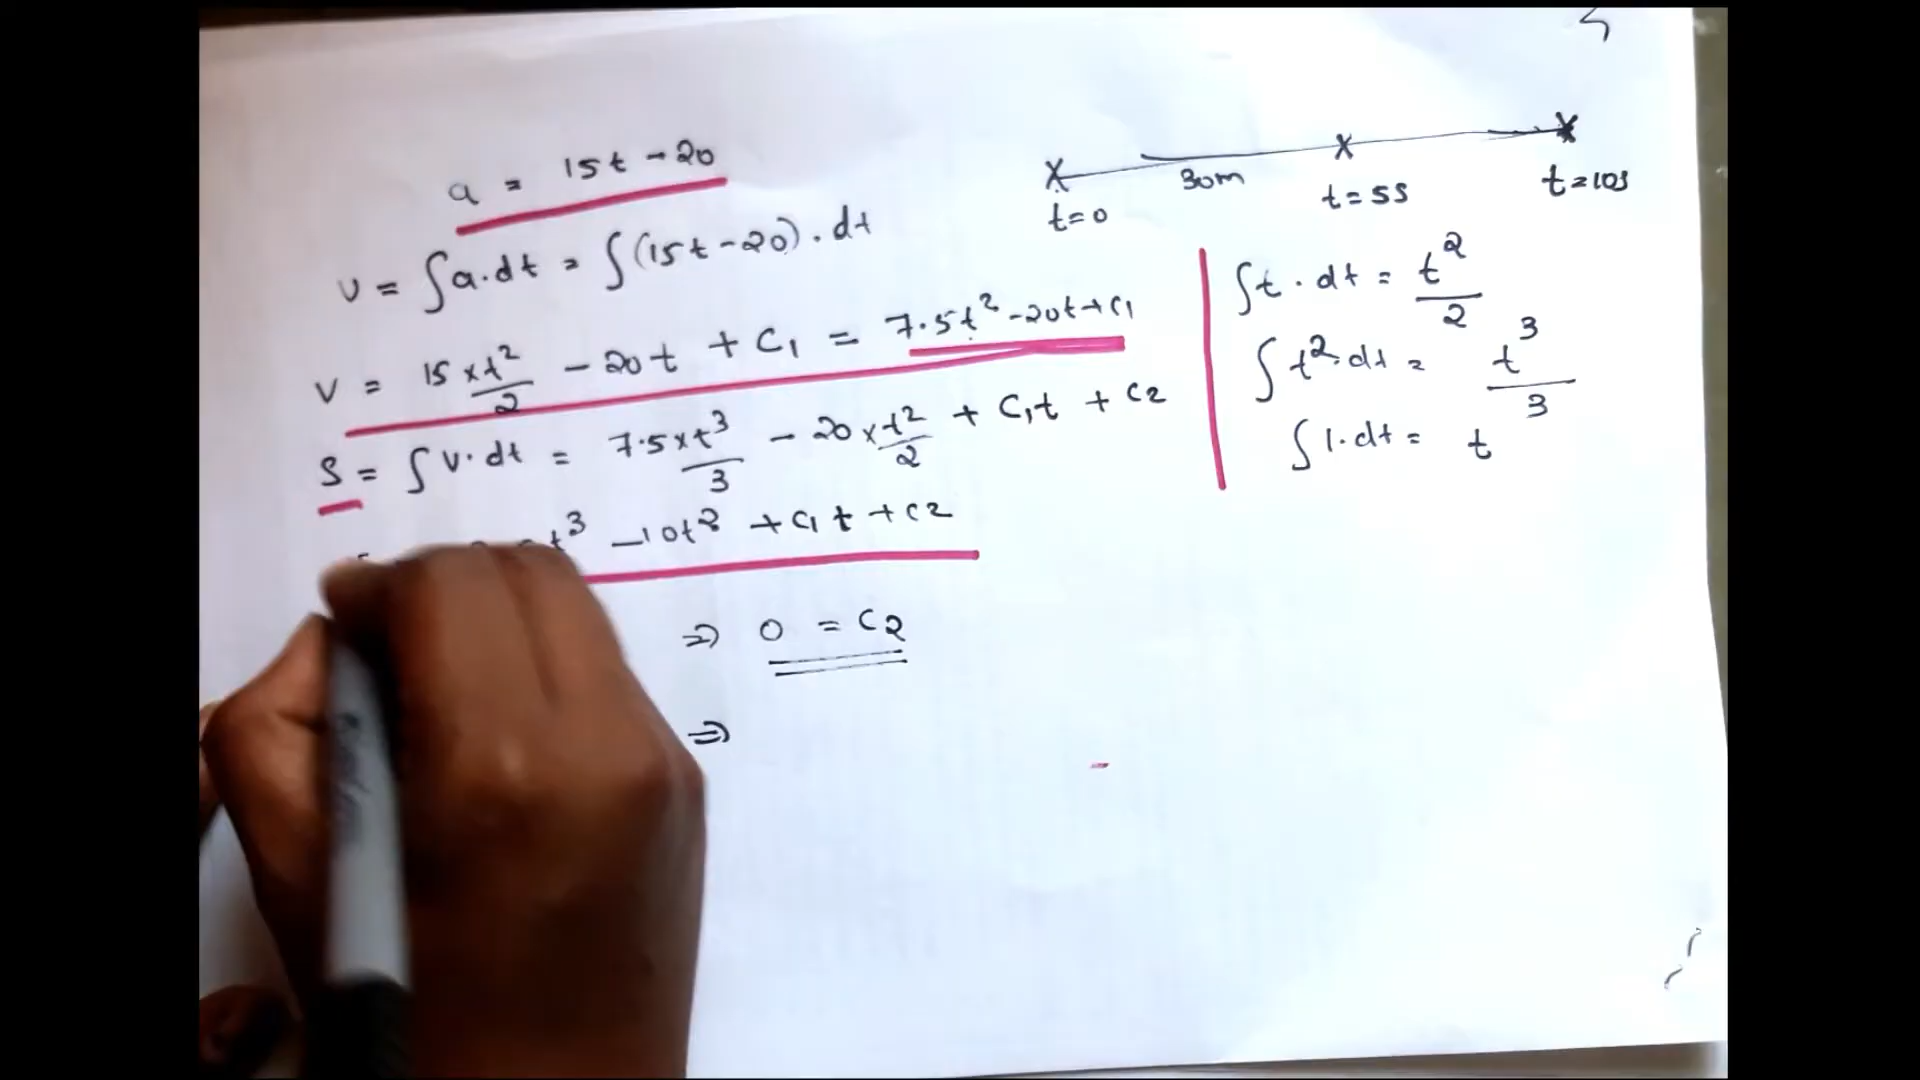 a = 15t - 20
v = ∫a.dt = ∫(15t - 20).dt
v = 15 x t²/2 - 20t + C₁ = 7.5t² - 20t + C₁
S = ∫v.dt = 7.5 x t³/3 - 20 x t²/2 + C₁t + C2
t³ - 10t² + C₁t + C2
⇒ 0 = C2
⇒
30m
t=0
t=5S
t=10s
∫t.dt = t²/2
∫t².dt = t³/3
∫1.dt = t